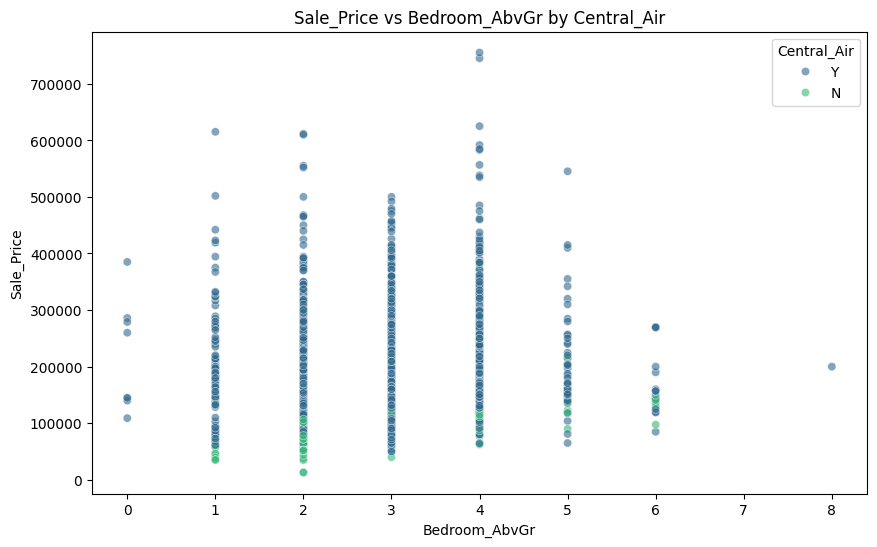 Sale_Price vs Bedroom_AbvGr by Central_Air
Central_Air
Y
N
700000
600000
500000
400000
300000
200000
100000
0
Sale_Price
0 1 2 3 4 5 6 7 8
Bedroom_AbvGr